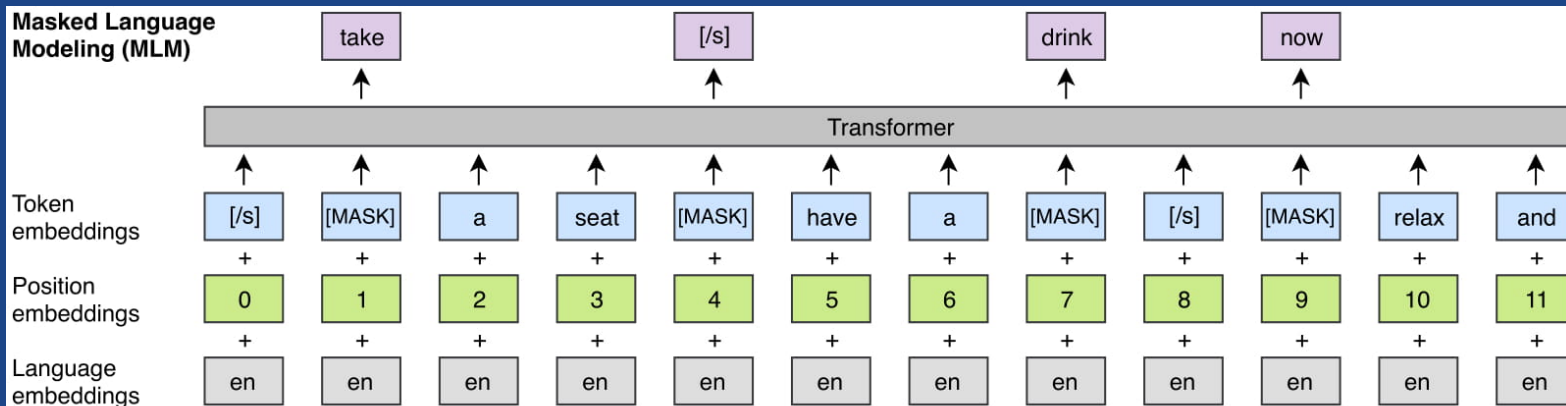 Masked Language
Modeling (MLM)
take [/s] drink now
Transformer
Token
embeddings
[/s] [MASK] a seat [MASK] have a [MASK] [/s] [MASK] relax and
+ + + + + + + + + + + +
Position
embeddings
0 1 2 3 4 5 6 7 8 9 10 11
+ + + + + + + + + + + +
Language
embeddings
en en en en en en en en en en en en